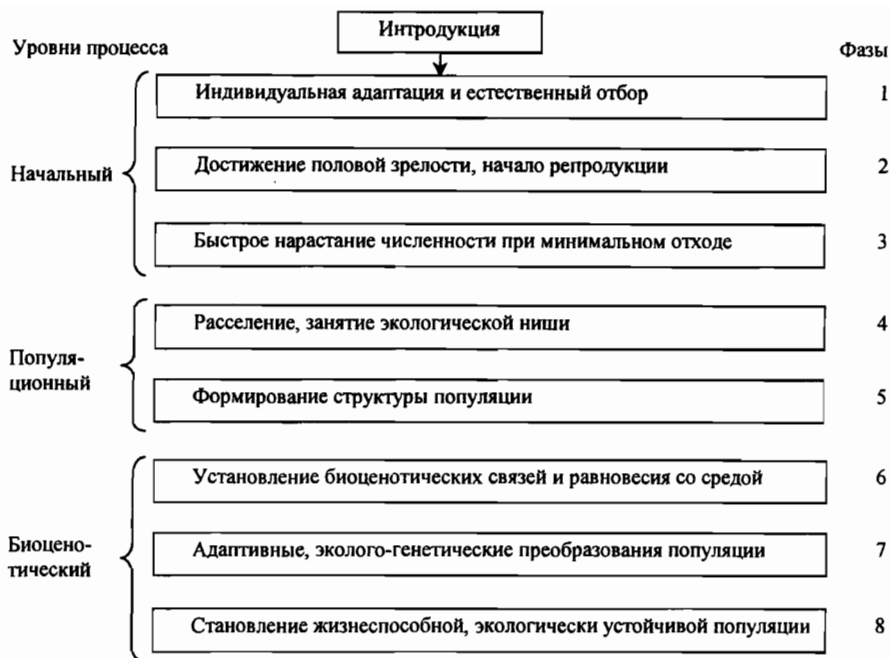 Интродукция
Уровни процесса
Фазы
Индивидуальная адаптация и естественный отбор 1
Начальный
Достижение половой зрелости, начало репродукции 2
Быстрое нарастание численности при минимальном отходе 3
Расселение, занятие экологической ниши 4
Популя-
ционный
Формирование структуры популяции 5
Установление биоценотических связей и равновесия со средой 6
Биоцено-
тический
Адаптивные, эколого-генетические преобразования популяции 7
Становление жизнеспособной, экологически устойчивой популяции 8